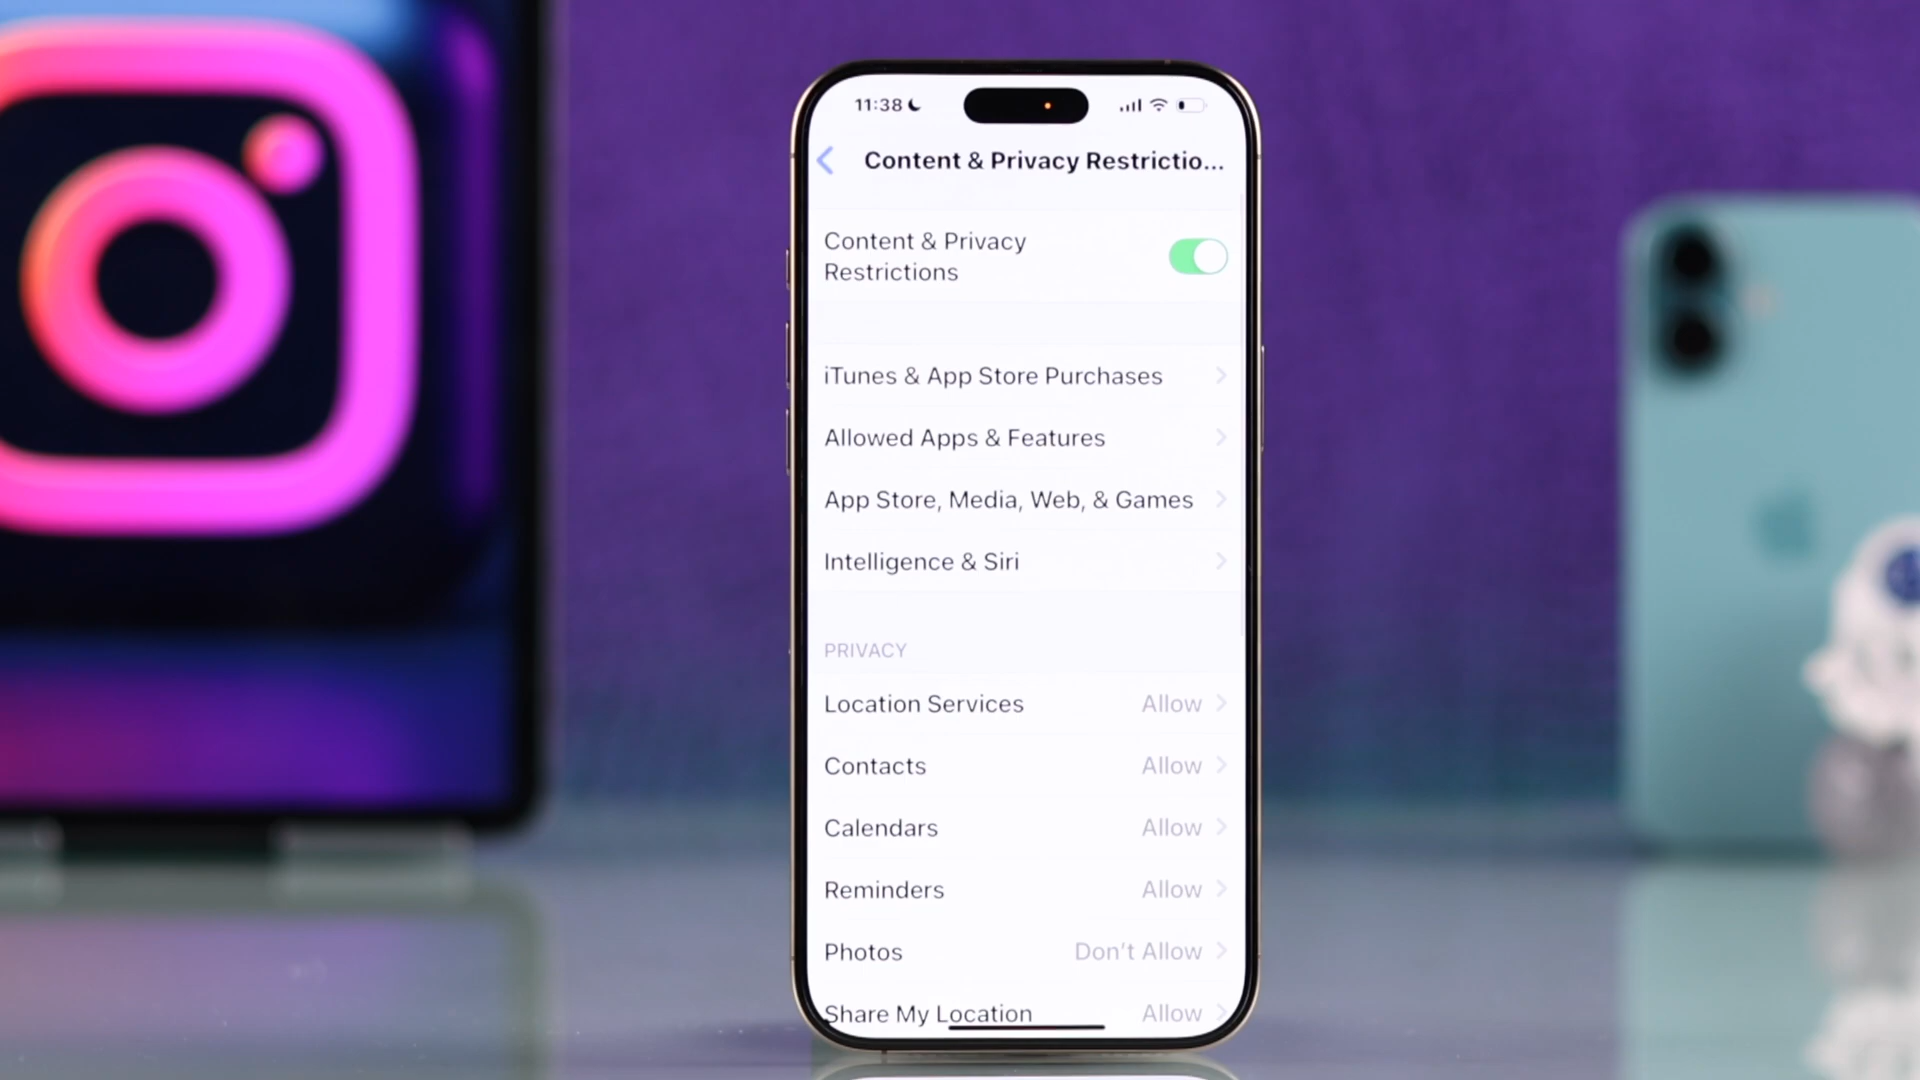 11:38
Content & Privacy Restrictio...
Content & Privacy
Restrictions
iTunes & App Store Purchases
Allowed Apps & Features
App Store, Media, Web, & Games
Intelligence & Siri
PRIVACY
Location Services Allow
Contacts Allow
Calendars Allow
Reminders Allow
Photos Don't Allow
Share My Location Allow